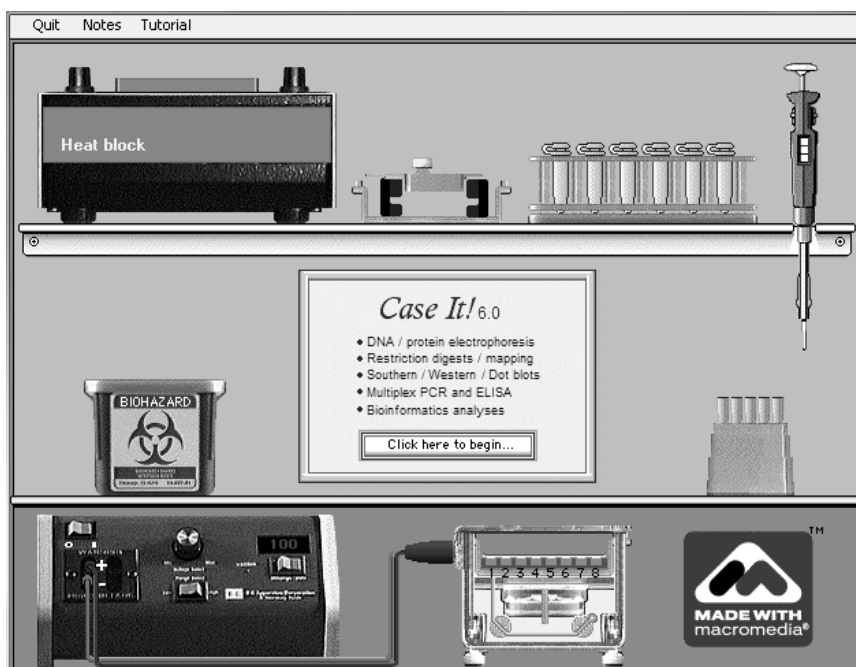 Quit Notes Tutorial
Heat block
Case It! 6.0
DNA / protein electrophoresis
Restriction digests / mapping
Southern / Western / Dot blots
Multiplex PCR and ELISA
Bioinformatics analyses
Click here to begin...
BIOHAZARD
100
1 2 3 4 5 6 7 8
TM
MADE WITH
macromedia®